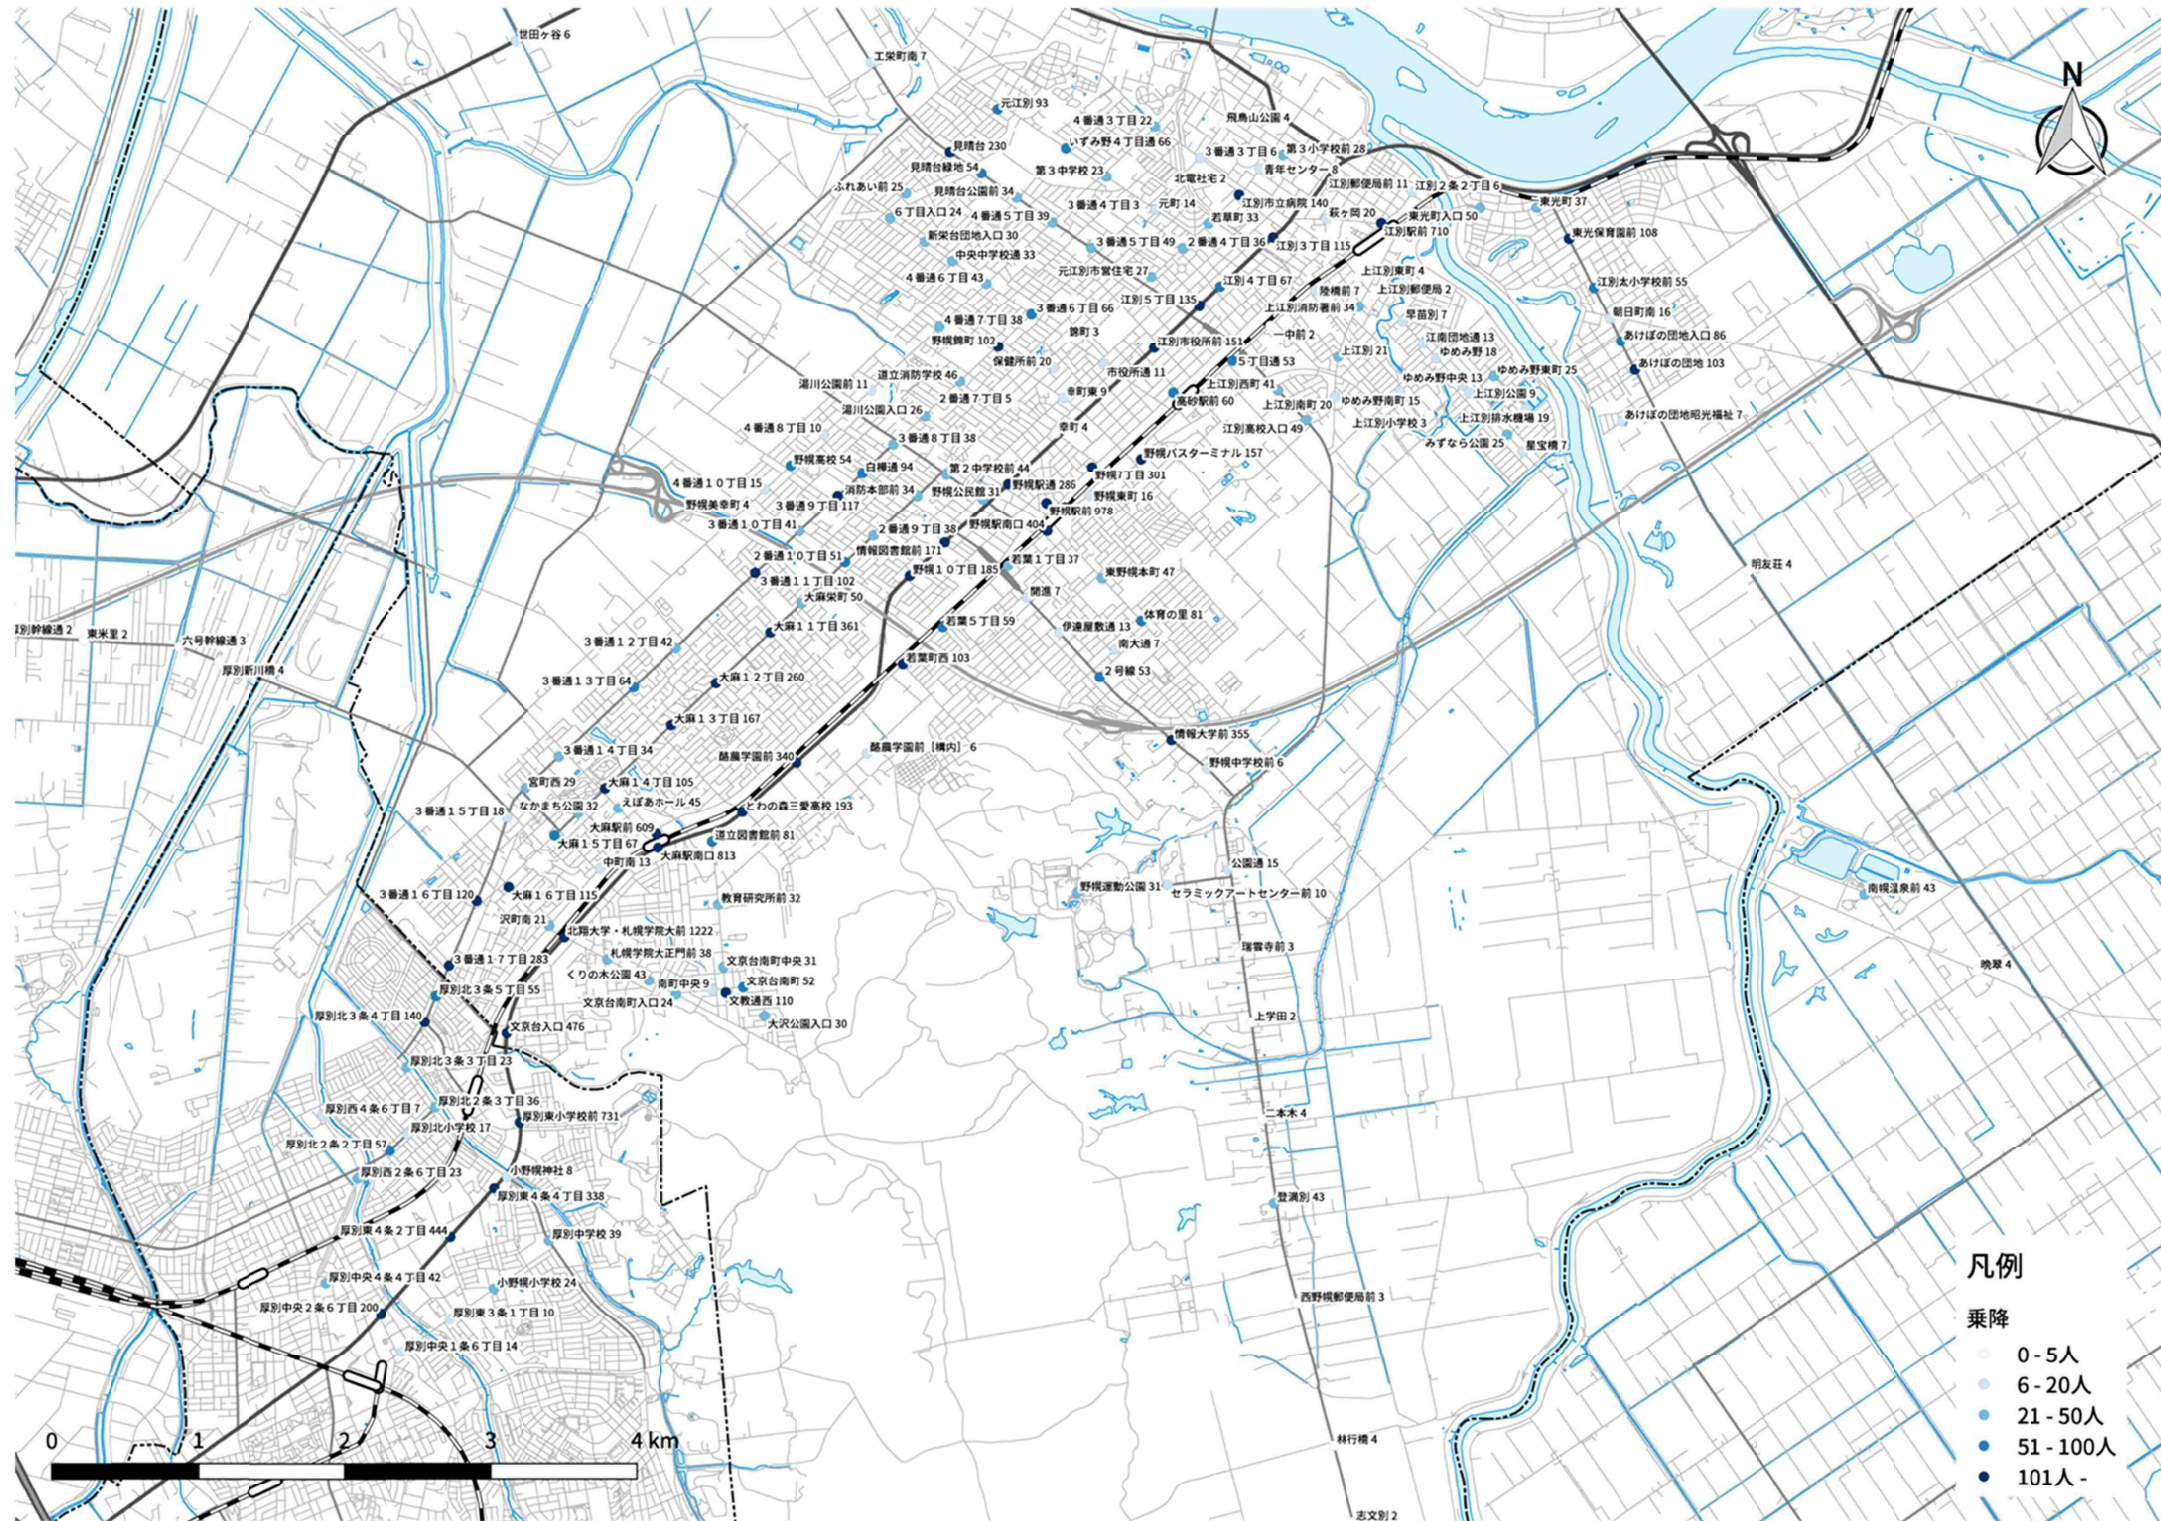 世田ヶ谷 6
工栄町南 7
N
元江別 93
4番通3丁目 22
飛鳥山公園 4
見晴台 230
いずみ野4丁目通 66
3番通3丁目 6
第3小学校前 28
見晴台緑地 54
第3中学校 23
青年センター 8
北電社宅 2
ふれあい前 25
見晴台公園前 34
江別郵便局前 11
江別2条2丁目 6
3番通4丁目 3
元町 14
江別市立病院 140
東光町 37
6丁目入口 24
4番通5丁目 39
若草町 33
萩ヶ岡 20
東光町入口 50
江別駅前 710
東光保育園前 108
新栄台団地入口 30
3番通5丁目 49
2番通4丁目 36
江別3丁目 115
中央中学校通 33
元江別市営住宅 27
上江別東町 4
4番通6丁目 43
江別4丁目 67
陸橋前 7
上江別郵便局 2
江別太小学校前 55
江別5丁目 135
上江別消防署前 34
早苗別 7
朝日町南 16
3番通6丁目 66
4番通7丁目 38
錦町 3
一中前 2
江南団地通 13
あけぼの団地入口 86
野幌錦町 102
江別市役所前 151
上江別 21
ゆめみ野 18
保健所前 20
5丁目通 53
あけぼの団地 103
市役所通 11
ゆめみ野東町 25
道立消防学校 46
ゆめみ野中央 13
湯川公園前 11
上江別西町 41
幸町東 9
上江別公園 9
2番通7丁目 5
高砂駅前 60
上江別南町 20
ゆめみ野南町 15
湯川公園入口 26
上江別排水機場 19
あけぼの団地昭光福祉 7
上江別小学校 3
4番通8丁目 10
幸町 4
江別高校入口 49
3番通8丁目 38
みずなら公園 25
星宝橋 7
野幌高校 54
野幌バスターミナル 157
白樺通 94
第2中学校前 44
野幌7丁目 301
4番通10丁目 15
野幌駅通 285
消防本部前 34
野幌公民館 31
野幌東町 16
野幌美幸町 4
3番通9丁目 117
野幌駅前 978
3番通10丁目 41
2番通9丁目 38
野幌駅南口 404
2番通10丁目 51
情報図書館前 171
若葉1丁目 37
明友荘 4
野幌10丁目 185
東野幌本町 47
3番通11丁目 102
開進 7
大麻栄町 50
体育の里 81
若葉5丁目 59
大麻11丁目 361
伊達屋敷通 13
厚別幹線通 2
東米里 2
六号幹線通 3
3番通12丁目 42
南大通 7
若葉町西 103
厚別新川橋 4
2号線 53
3番通13丁目 64
大麻12丁目 260
大麻13丁目 167
情報大学前 355
3番通14丁目 34
酪農学園前 340
酪農学園前 [構内] 6
野幌中学校前 6
宮町西 29
大麻14丁目 105
なかまち公園 32
えぽあホール 45
とわの森三愛高校 193
3番通15丁目 18
大麻駅前 609
道立図書館前 81
大麻15丁目 67
大麻駅南口 813
中町南 13
公園通 15
3番通16丁目 120
大麻16丁目 115
教育研究所前 32
野幌運動公園 31
セラミックアートセンター前 10
南幌温泉前 43
沢町南 21
北翔大学・札幌学院大前 1222
3番通17丁目 283
札幌学院大正門前 38
文京台南町中央 31
瑞雲寺前 3
晩翠 4
くりの木公園 43
南町中央 9
文京台南町 52
厚別北3条5丁目 55
文京台南町入口 24
文教通西 110
厚別北3条4丁目 140
文京台入口 476
大沢公園入口 30
上学田 2
厚別北3条3丁目 23
厚別北2条3丁目 36
厚別西4条6丁目 7
厚別東小学校前 731
厚別北小学校 17
二本木 4
厚別北2条2丁目 57
厚別西2条6丁目 23
小野幌神社 8
厚別東4条4丁目 338
登満別 43
厚別東4条2丁目 444
厚別中学校 39
厚別中央4条4丁目 42
小野幌小学校 24
西野幌郵便局前 3
厚別中央2条6丁目 200
厚別東3条1丁目 10
厚別中央1条6丁目 14
林行橋 4
志文別 2
凡例
乗降
0 - 5人
6 - 20人
21 - 50人
51 - 100人
101人 -
0 1 2 3 4 km